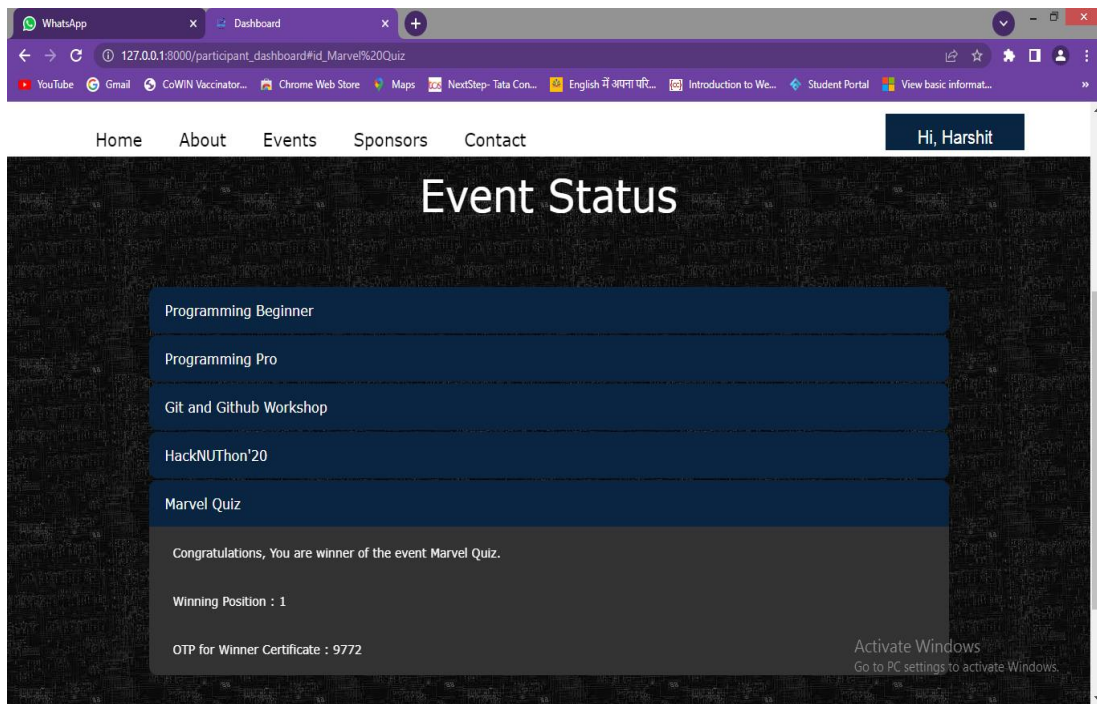 WhatsApp
Dashboard
127.0.0.1:8000/participant_dashboard#id_Marvel%20Quiz
YouTube Gmail CoWIN Vaccinator... Chrome Web Store Maps NextStep- Tata Con... English में अपना परि... Introduction to We... Student Portal View basic informat... »
Home About Events Sponsors Contact Hi, Harshit
Event Status
Programming Beginner
Programming Pro
Git and Github Workshop
HackNUThon'20
Marvel Quiz
Congratulations, You are winner of the event Marvel Quiz.
Winning Position : 1
OTP for Winner Certificate : 9772
Activate Windows
Go to PC settings to activate Windows.